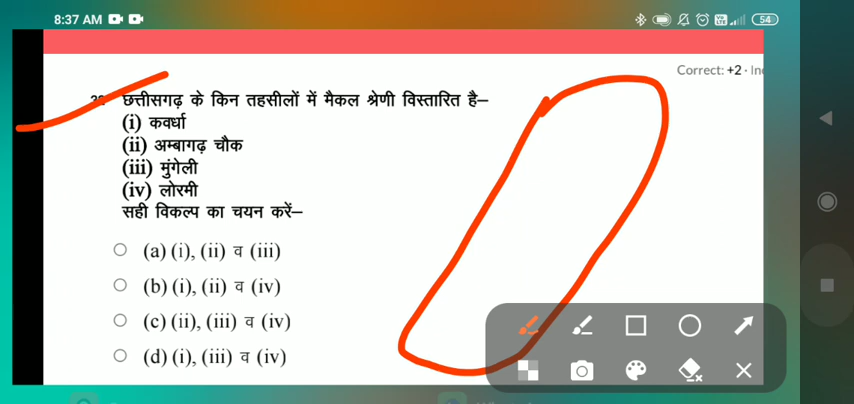 8:37 AM
54
Correct: +2 ·
छत्तीसगढ़ के किन तहसीलों में मैकल श्रेणी विस्तारित है–
(i) कवर्धा
(ii) अम्बागढ़ चौक
(iii) मुंगेली
(iv) लोरमी
सही विकल्प का चयन करें–
(a) (i), (ii) व (iii)
(b) (i), (ii) व (iv)
(c) (ii), (iii) व (iv)
(d) (i), (iii) व (iv)